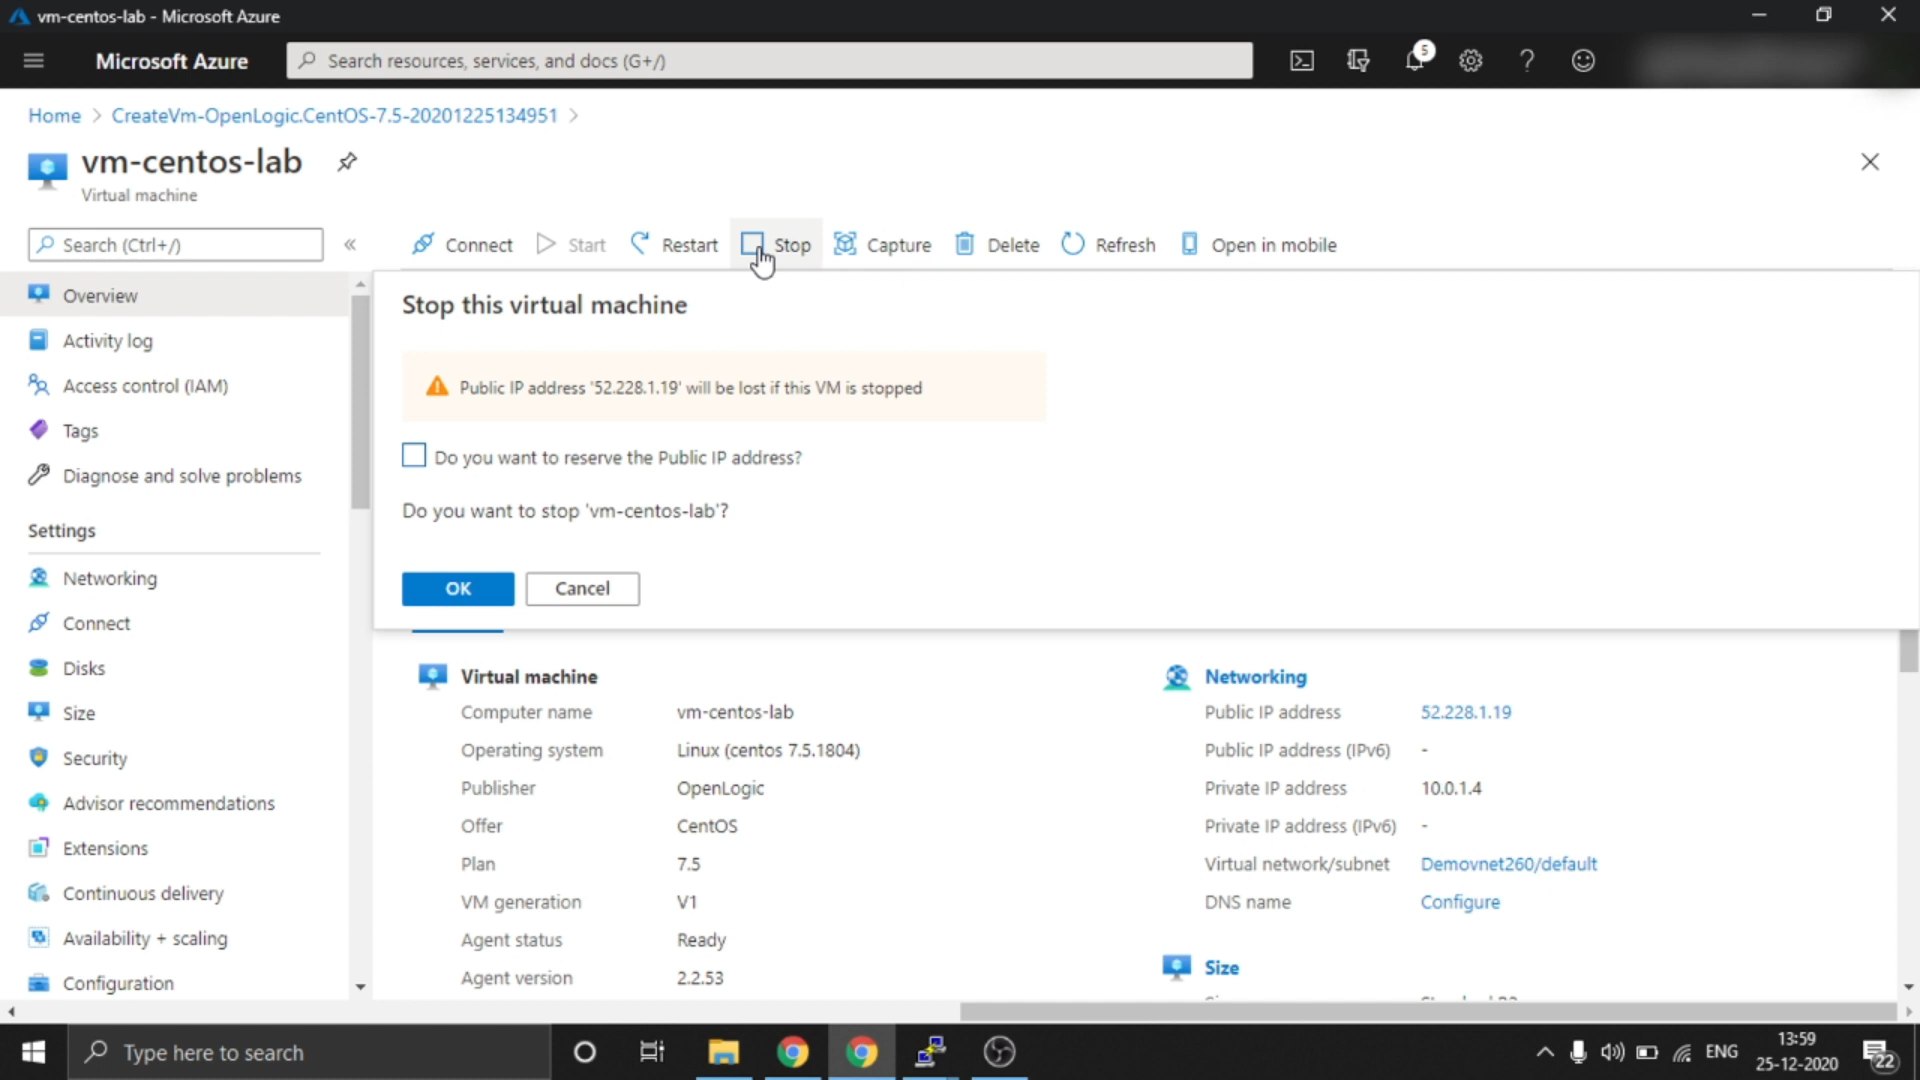 vm-centos-lab - Microsoft Azure
Microsoft Azure
Search resources, services, and docs (G+/)
5
Home > CreateVm-OpenLogic.CentOS-7.5-20201225134951 >
vm-centos-lab
Virtual machine
Search (Ctrl+/)
«
Connect
Start
Restart
Stop
Capture
Delete
Refresh
Open in mobile
Overview
Activity log
Access control (IAM)
Tags
Diagnose and solve problems
Settings
Networking
Connect
Disks
Size
Security
Advisor recommendations
Extensions
Continuous delivery
Availability + scaling
Configuration
Stop this virtual machine
Public IP address '52.228.1.19' will be lost if this VM is stopped
Do you want to reserve the Public IP address?
Do you want to stop 'vm-centos-lab'?
OK
Cancel
Virtual machine
Computer name vm-centos-lab
Operating system Linux (centos 7.5.1804)
Publisher OpenLogic
Offer CentOS
Plan 7.5
VM generation V1
Agent status Ready
Agent version 2.2.53
Networking
Public IP address 52.228.1.19
Public IP address (IPv6) -
Private IP address 10.0.1.4
Private IP address (IPv6) -
Virtual network/subnet Demovnet260/default
DNS name Configure
Size
Type here to search
ENG
13:59
25-12-2020
22